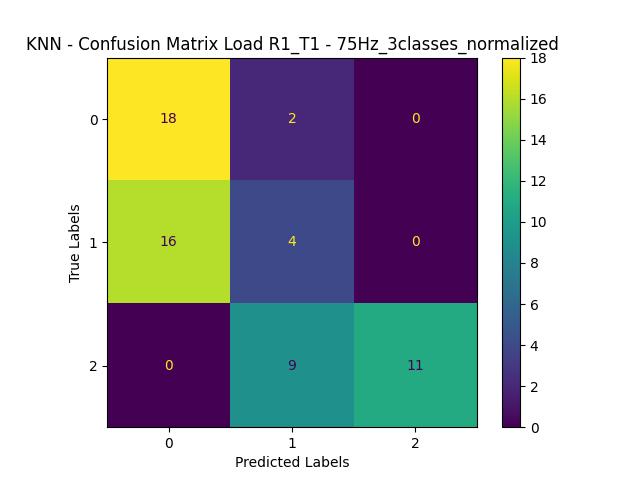 KNN - Confusion Matrix Load R1_T1 - 75Hz_3classes_normalized
18
16
14
12
10
8
6
4
2
0
True Labels
0
1
2
18 2 0
16 4 0
0 9 11
0 1 2
Predicted Labels